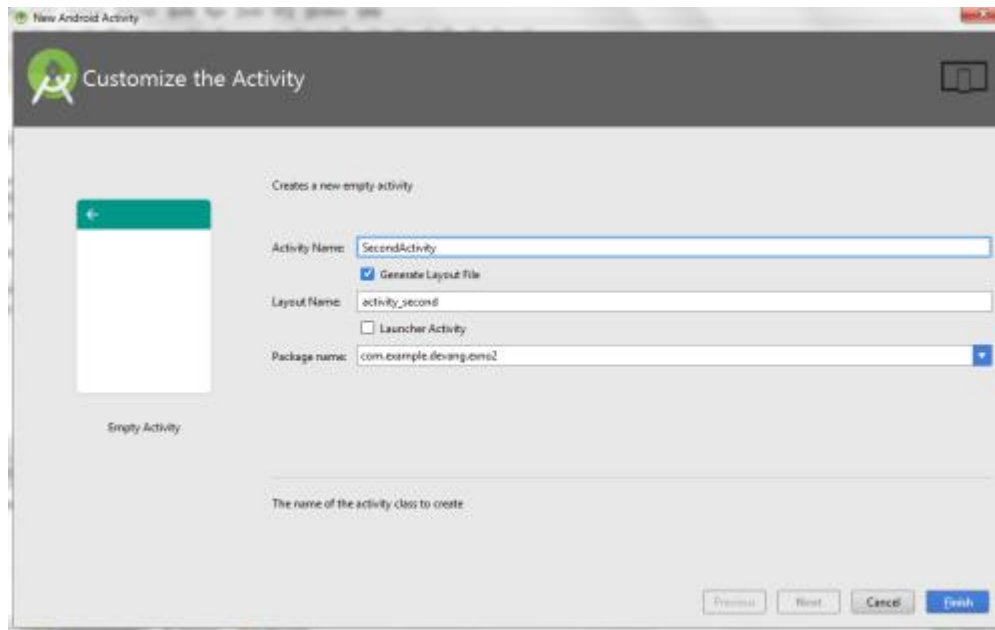 New Android Activity
Customize the Activity
Creates a new empty activity
Activity Name: SecondActivity
Generate Layout File
Layout Name: activity_second
Launcher Activity
Package name: com.example.devang.exno2
Empty Activity
The name of the activity class to create
Previous Next Cancel Finish